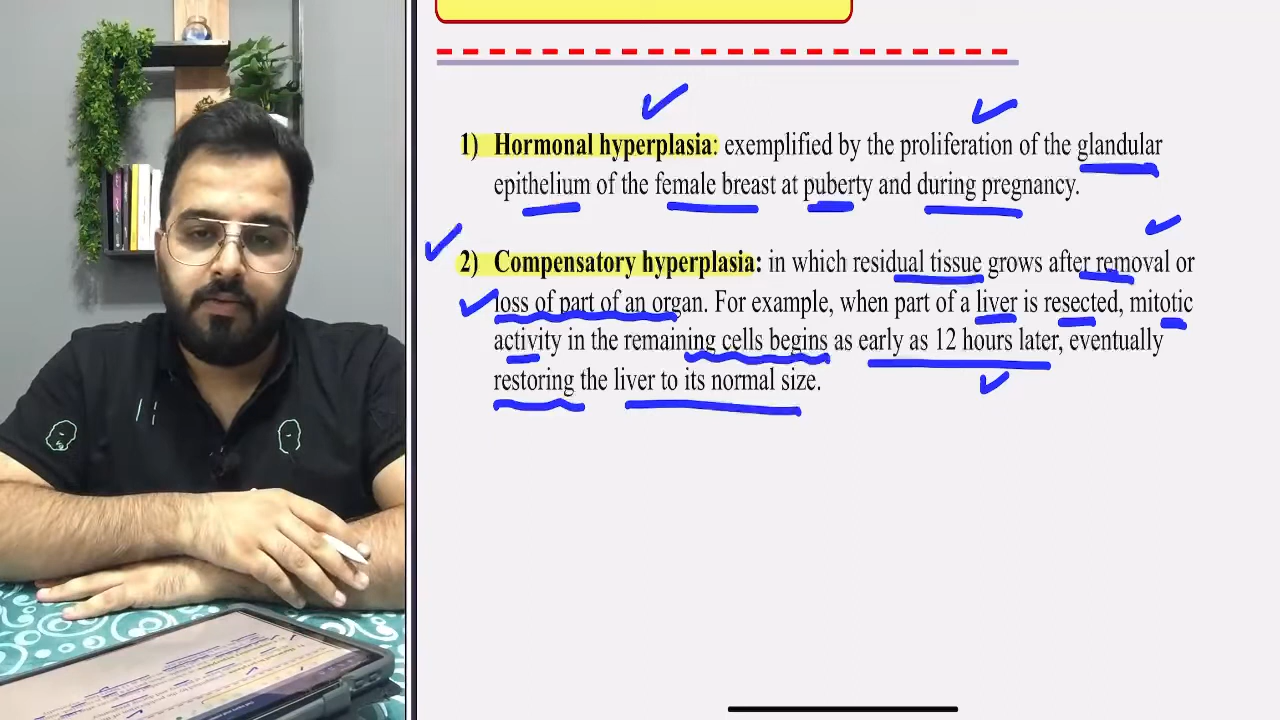 1) Hormonal hyperplasia: exemplified by the proliferation of the glandular
epithelium of the female breast at puberty and during pregnancy.
2) Compensatory hyperplasia: in which residual tissue grows after removal or
loss of part of an organ. For example, when part of a liver is resected, mitotic
activity in the remaining cells begins as early as 12 hours later, eventually
restoring the liver to its normal size.